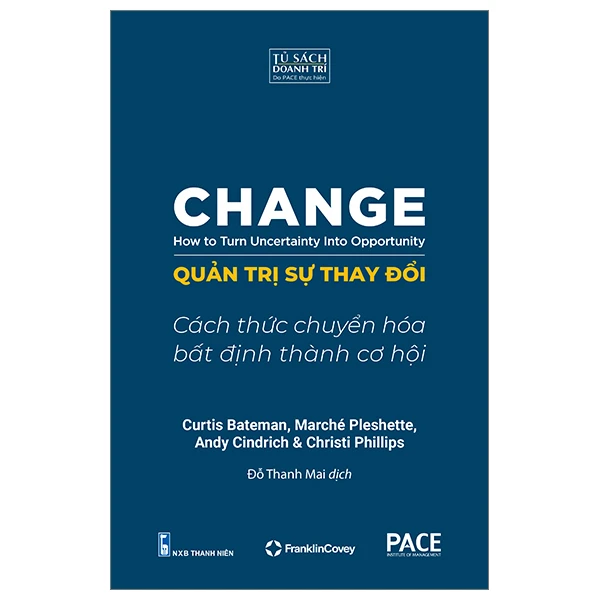 TỦ SÁCH
DOANH TRÍ
Do PACE thực hiện
CHANGE
How to Turn Uncertainty Into Opportunity
QUẢN TRỊ SỰ THAY ĐỔI
Cách thức chuyển hóa
bất định thành cơ hội
Curtis Bateman, Marché Pleshette,
Andy Cindrich & Christi Phillips
Đỗ Thanh Mai dịch
NXB THANH NIÊN
FranklinCovey
PACE
INSTITUTE OF MANAGEMENT